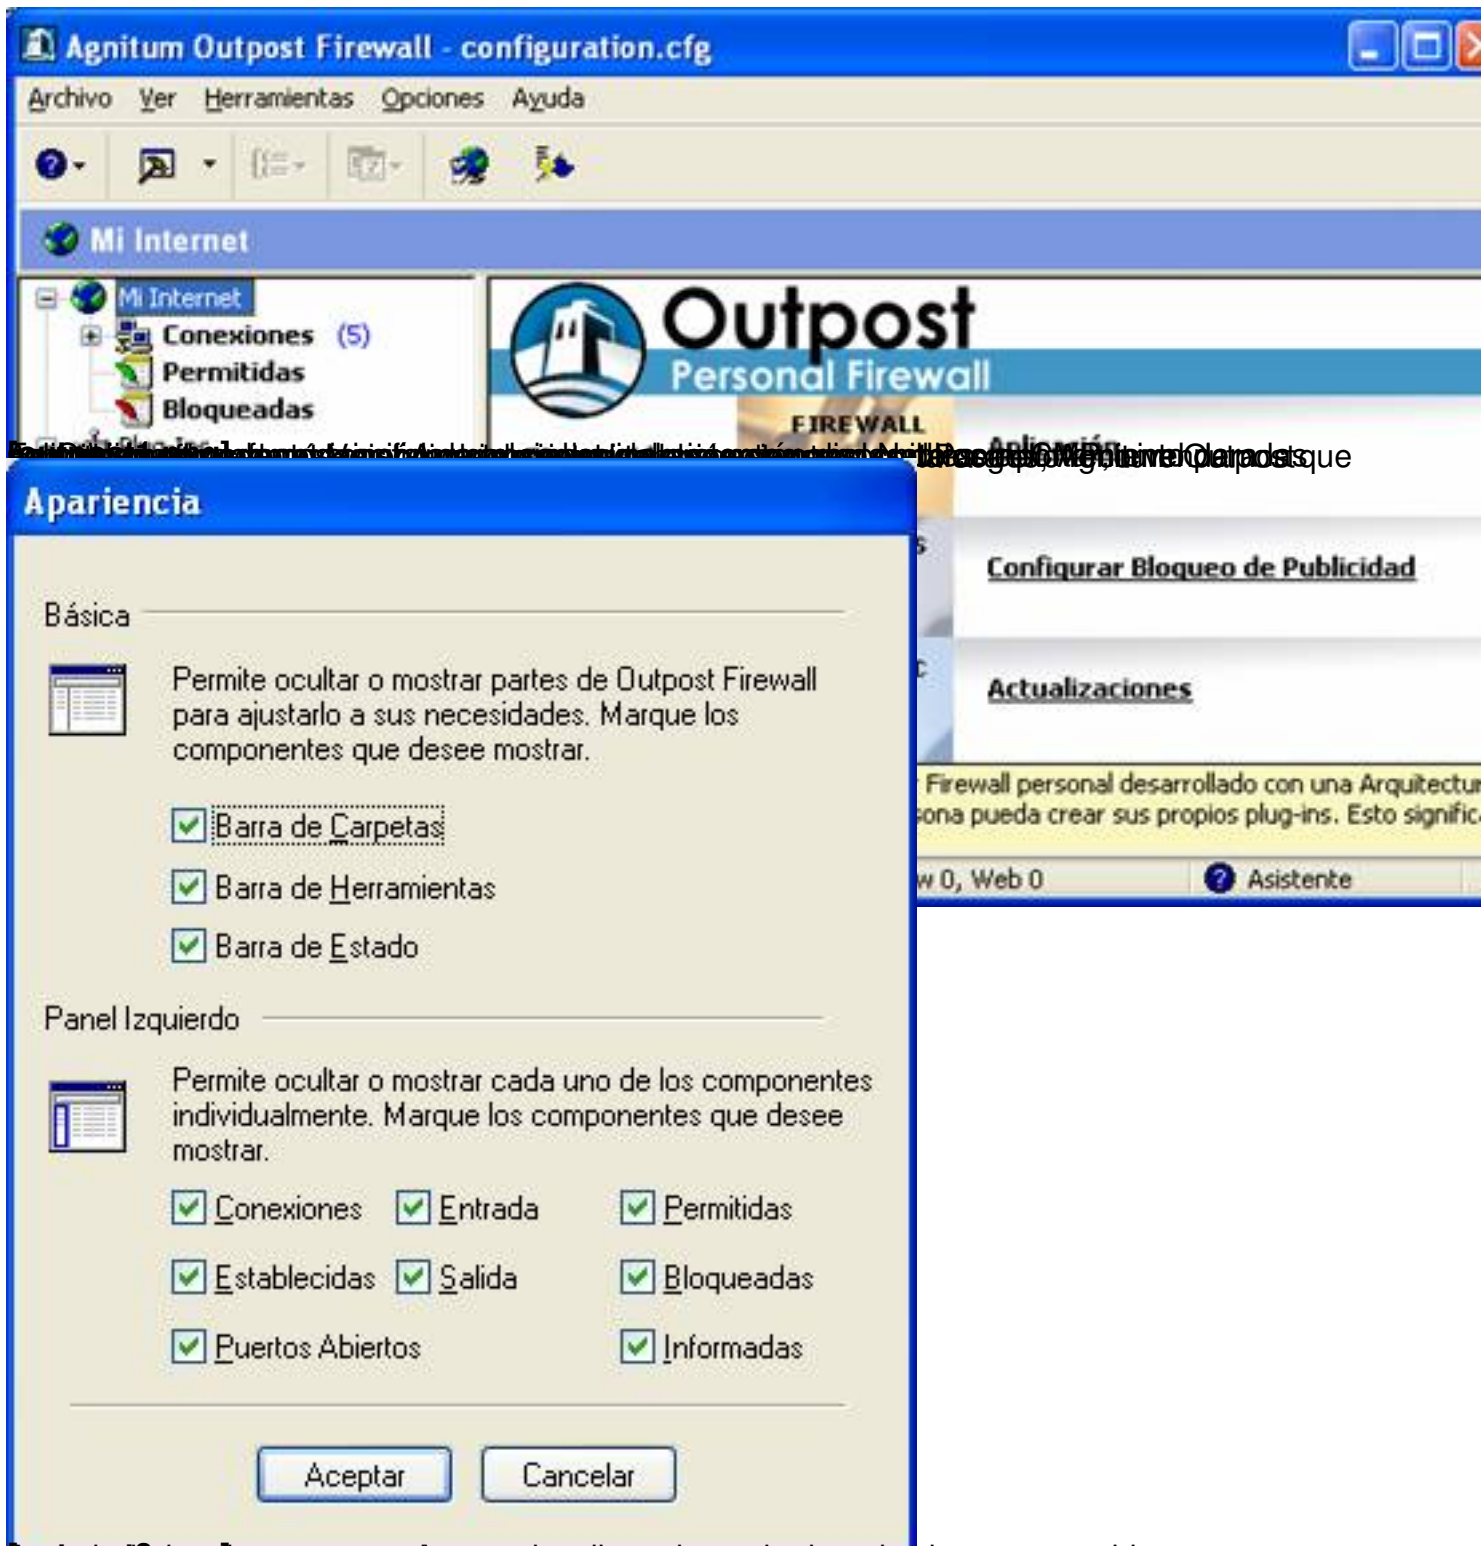 Agnitum Outpost Firewall - configuration.cfg
Archivo Ver Herramientas Opciones Ayuda
Mi Internet
Mi Internet
Conexiones (5)
Permitidas
Bloqueadas
Outpost
Personal Firewall
FIREWALL
Aplicación
que
Configurar Bloqueo de Publicidad
Actualizaciones
Firewall personal desarrollado con una
pueda crear sus propios plug-ins. Esto
0, Web 0
Asistente
Apariencia
Básica
Permite ocultar o mostrar partes de Outpost Firewall
para ajustarlo a sus necesidades. Marque los
componentes que desee mostrar.
Barra de Carpetas
Barra de Herramientas
Barra de Estado
Panel Izquierdo
Permite ocultar o mostrar cada uno de los componentes
individualmente. Marque los componentes que desee
mostrar.
Conexiones Entrada Permitidas
Establecidas Salida Bloqueadas
Puertos Abiertos Informadas
Aceptar Cancelar